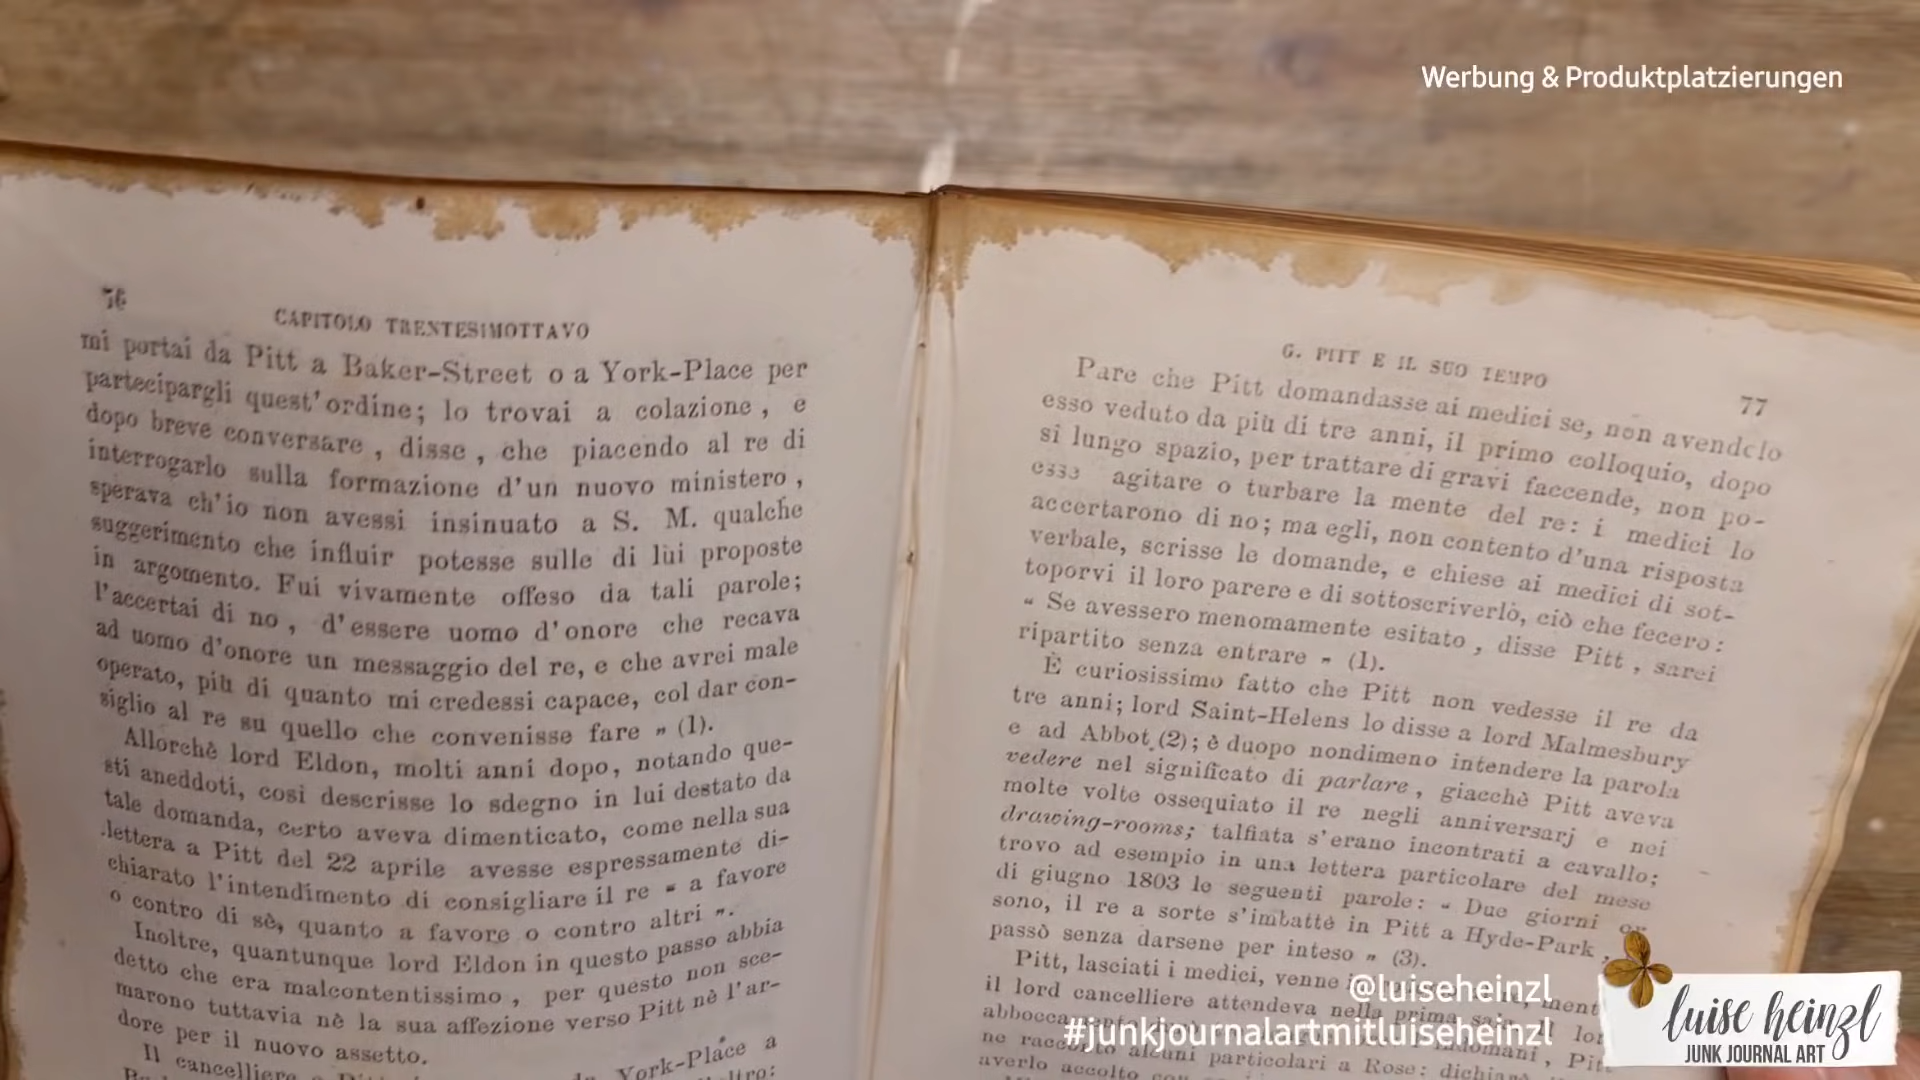 Werbung & Produktplatzierungen
76
CAPITOLO TRENTESIMOTTAVO
mi portai da Pitt a Baker-Street o a York-Place per
partecipargli quest'ordine; lo trovai a colazione, e
dopo breve conversare, disse, che piacendo al re di
interrogarlo sulla formazione d'un nuovo ministero,
sperava ch'io non avessi insinuato a S. M. qualche
suggerimento che influir potesse sulle di lui proposte
in argomento. Fui vivamente offeso da tali parole;
l'accertai di no, d'essere uomo d'onore che recava
ad uomo d'onore un messaggio del re, e che avrei male
operato, più di quanto mi credessi capace, col dar con-
siglio al re su quello che convenisse fare » (1).
Allorchè lord Eldon, molti anni dopo, notando que-
sti aneddoti, così descrisse lo sdegno in lui destato da
tale domanda, certo aveva dimenticato, come nella sua
lettera a Pitt del 22 aprile avesse espressamente di-
chiarato l'intendimento di consigliare il re « a favore
o contro di sè, quanto a favore o contro altri ».
Inoltre, quantunque lord Eldon in questo passo abbia
detto che era malcontentissimo, per questo non sce-
marono tuttavia nè la sua affezione verso Pitt nè l'ar-
dore per il nuovo assetto.
Il cancelliere
York-Place a
G. PITT E IL SUO TEMPO
77
Pare che Pitt domandasse ai medici se, non avendolo
esso veduto da più di tre anni, il primo colloquio, dopo
sì lungo spazio, per trattare di gravi faccende, non po-
esse agitare o turbare la mente del re: i medici lo
accertarono di no; ma egli, non contento d'una risposta
verbale, scrisse le domande, e chiese ai medici di sot-
toporvi il loro parere e di sottoscriverlo, ciò che fecero:
« Se avessero menomamente esitato, disse Pitt, sarei
ripartito senza entrare » (1).
È curiosissimo fatto che Pitt non vedesse il re da
tre anni; lord Saint-Helens lo disse a lord Malmesbury
e ad Abbot (2); è duopo nondimeno intendere la parola
vedere nel significato di parlare, giacchè Pitt aveva
molte volte ossequiato il re negli anniversarj e nei
drawing-rooms; talfiata s'erano incontrati a cavallo;
trovo ad esempio in una lettera particolare del mese
di giugno 1803 le seguenti parole: « Due giorni or
sono, il re a sorte s'imbattè in Pitt a Hyde-Park,
passò senza darsene per inteso » (3).
Pitt, lasciati i medici, venne
il lord cancelliere attendeva nella prima
abbocca
ne racconto alcuni particolari a Rose:
averlo accolto con
@luiseheinzl
#junkjournalartmitluiseheinzl
luise heinzl
JUNK JOURNAL ART